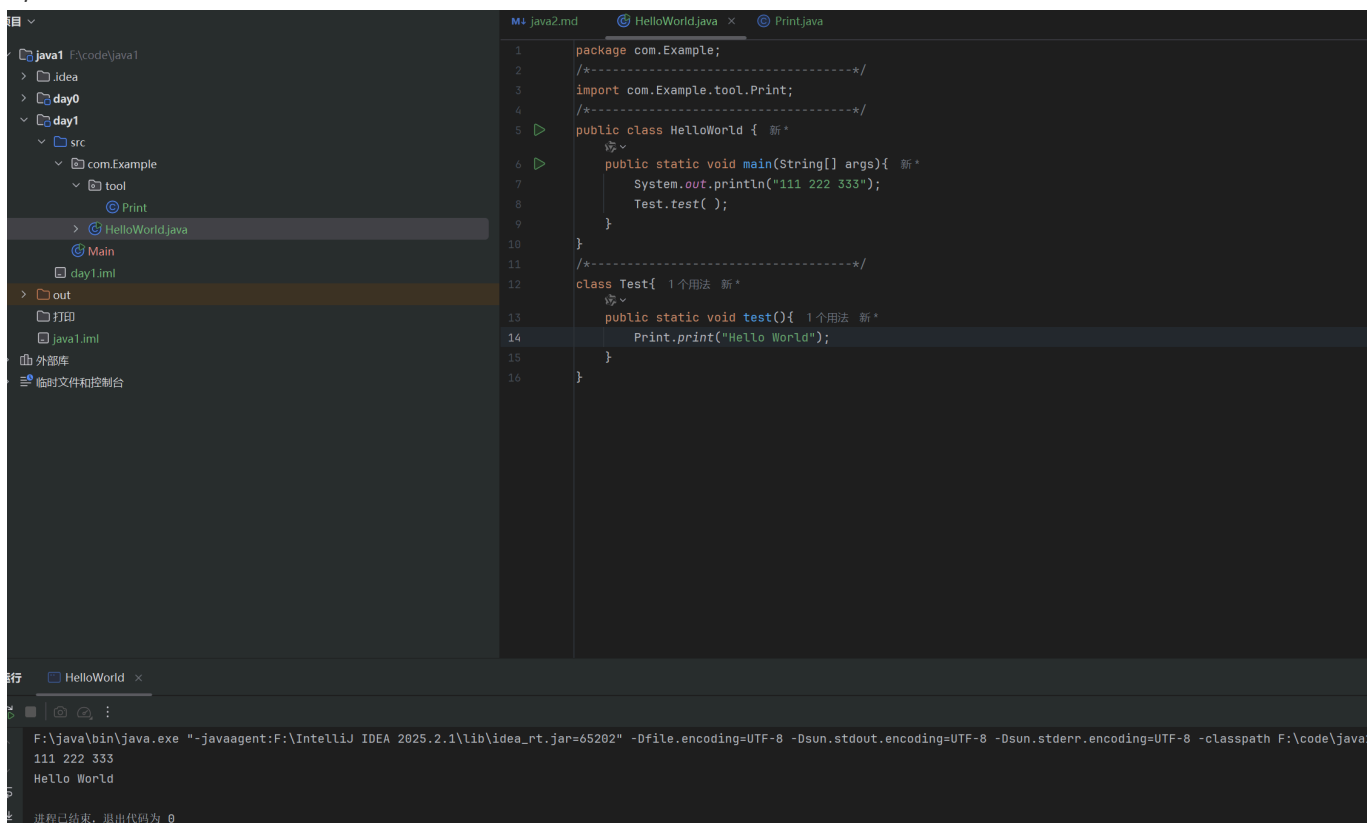 项目
java1 F:\code\java1
.idea
day0
day1
src
com.Example
tool
Print
HelloWorld.java
Main
day1.iml
out
打印
java1.iml
外部库
临时文件和控制台
M↓ java2.md HelloWorld.java × Print.java
1 package com.Example;
2 /*------------------------------------*/
3 import com.Example.tool.Print;
4 /*------------------------------------*/
5 public class HelloWorld { 新 *
6 public static void main(String[] args){ 新 *
7 System.out.println("111 222 333");
8 Test.test( );
9 }
10 }
11 /*------------------------------------*/
12 class Test{ 1个用法 新 *
13 public static void test(){ 1个用法 新 *
14 Print.print("Hello World");
15 }
16 }
运行 HelloWorld ×
F:\java\bin\java.exe "-javaagent:F:\IntelliJ IDEA 2025.2.1\lib\idea_rt.jar=65202" -Dfile.encoding=UTF-8 -Dsun.stdout.encoding=UTF-8 -Dsun.stderr.encoding=UTF-8 -classpath F:\code\java
111 222 333
Hello World
进程已结束，退出代码为 0